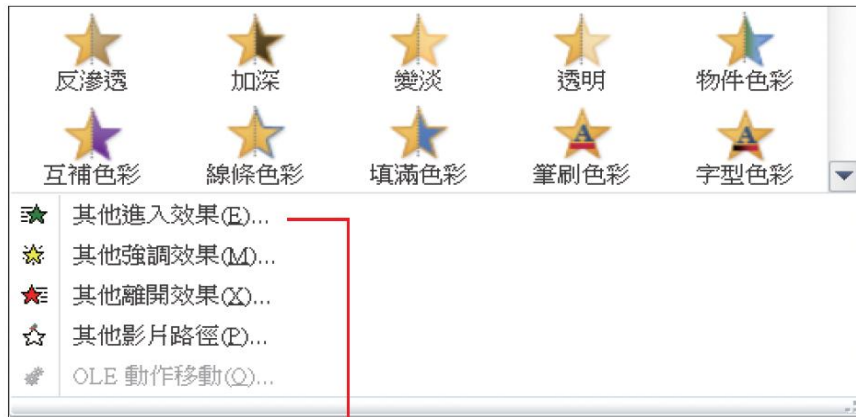 反滲透 加深 變淡 透明 物件色彩
互補色彩 線條色彩 填滿色彩 筆刷色彩 字型色彩
其他進入效果(E)...
其他強調效果(M)...
其他離開效果(X)...
其他影片路徑(P)...
OLE 動作移動(O)...